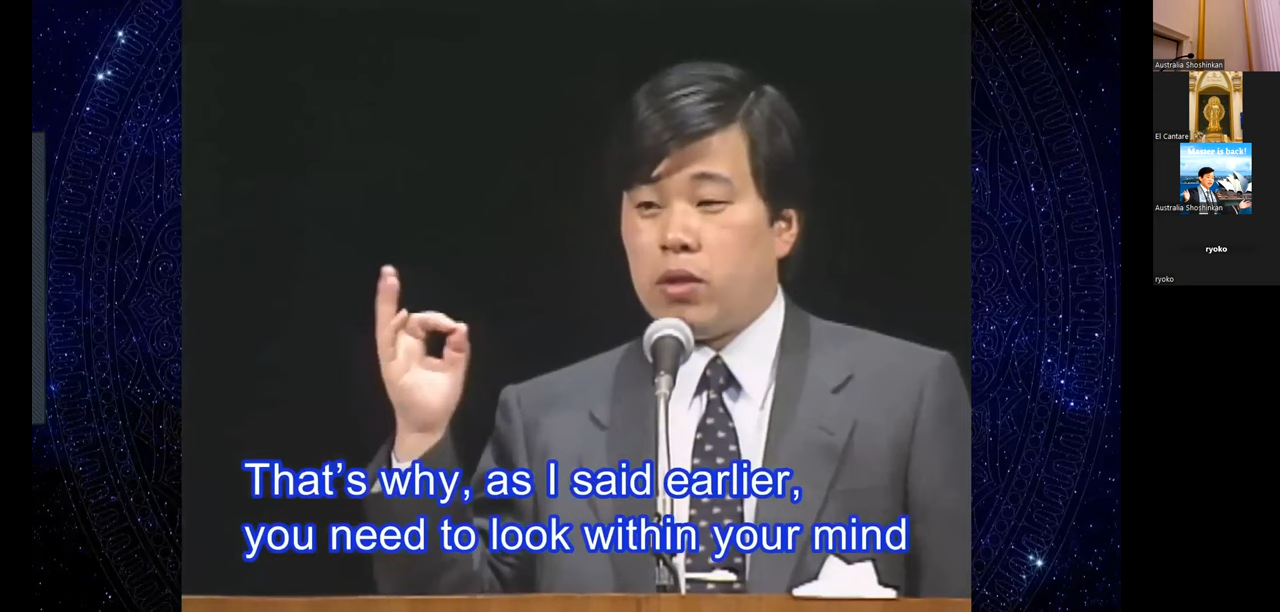 That's why, as I said earlier,
you need to look within your mind
Australia Shoshinkan
El Cantare
Master is back!
Australia Shoshinkan
ryoko
ryoko